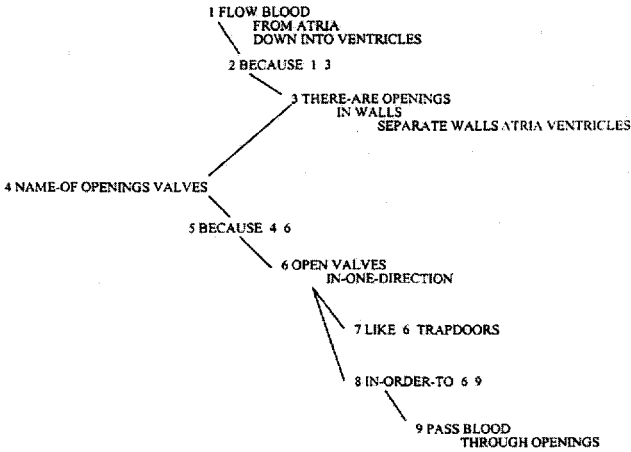 1 FLOW BLOOD
FROM ATRIA
DOWN INTO VENTRICLES
2 BECAUSE 1 3
3 THERE-ARE OPENINGS
IN WALLS
SEPARATE WALLS ATRIA VENTRICLES
4 NAME-OF OPENINGS VALVES
5 BECAUSE 4 6
6 OPEN VALVES
IN-ONE-DIRECTION
7 LIKE 6 TRAPDOORS
8 IN-ORDER-TO 6 9
9 PASS BLOOD
THROUGH OPENINGS